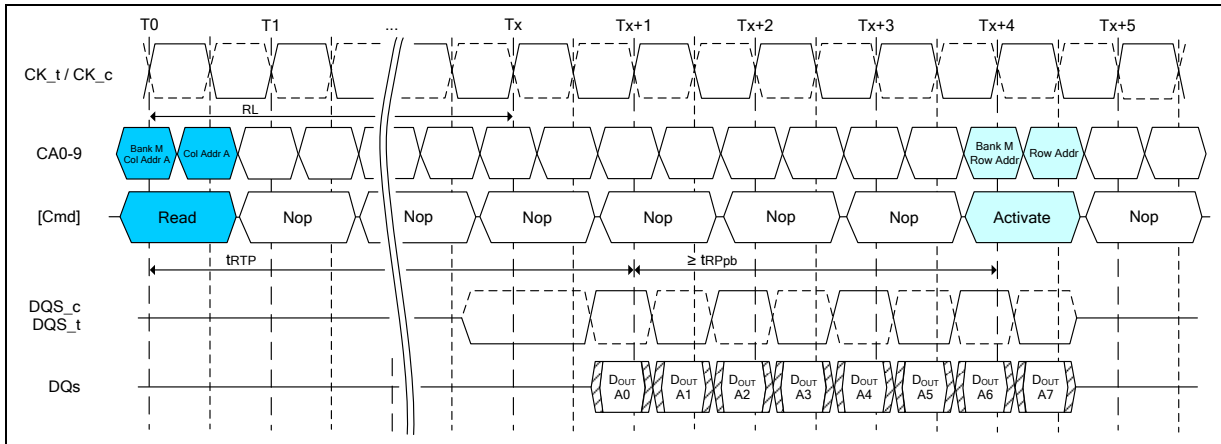 T0 T1 ... Tx Tx+1 Tx+2 Tx+3 Tx+4 Tx+5
CK_t / CK_c
RL
CA0-9
Bank M
Col Addr A
Col Addr A
Bank M
Row Addr
Row Addr
[Cmd] Read Nop Nop Nop Nop Nop Nop Activate Nop
tRTP ≥ tRPpb
DQS_c
DQS_t
DQs
DOUT A0
DOUT A1
DOUT A2
DOUT A3
DOUT A4
DOUT A5
DOUT A6
DOUT A7